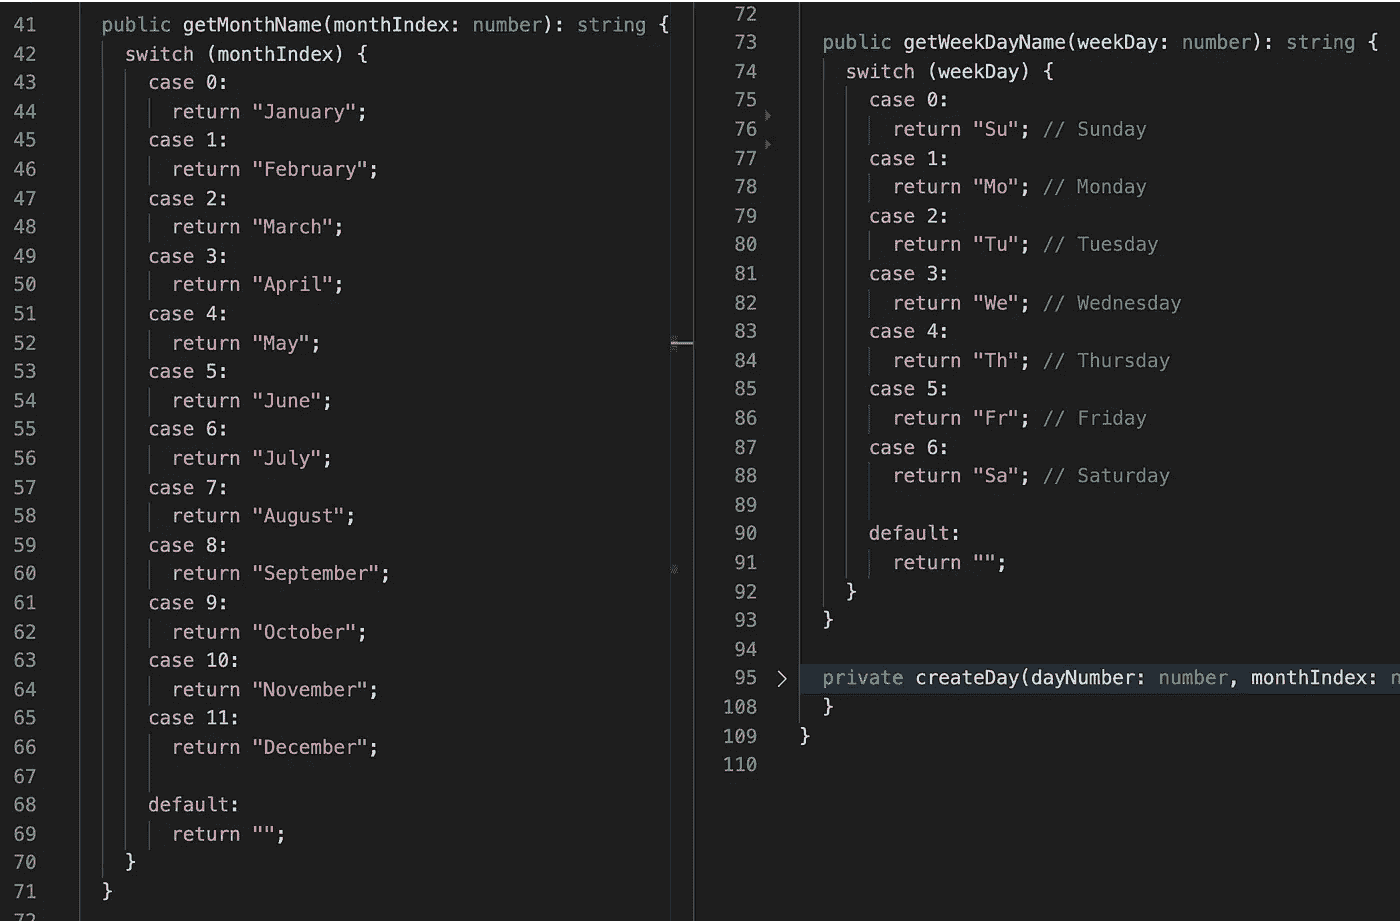 41 public getMonthName(monthIndex: number): string {
42 switch (monthIndex) {
43 case 0:
44 return "January";
45 case 1:
46 return "February";
47 case 2:
48 return "March";
49 case 3:
50 return "April";
51 case 4:
52 return "May";
53 case 5:
54 return "June";
55 case 6:
56 return "July";
57 case 7:
58 return "August";
59 case 8:
60 return "September";
61 case 9:
62 return "October";
63 case 10:
64 return "November";
65 case 11:
66 return "December";
67
68 default:
69 return "";
70 }
71 }
72
72
73 public getWeekDayName(weekDay: number): string {
74 switch (weekDay) {
75 case 0:
76 return "Su"; // Sunday
77 case 1:
78 return "Mo"; // Monday
79 case 2:
80 return "Tu"; // Tuesday
81 case 3:
82 return "We"; // Wednesday
83 case 4:
84 return "Th"; // Thursday
85 case 5:
86 return "Fr"; // Friday
87 case 6:
88 return "Sa"; // Saturday
89
90 default:
91 return "";
92 }
93 }
94
95 private createDay(dayNumber: number, monthIndex: n
108 }
109 }
110